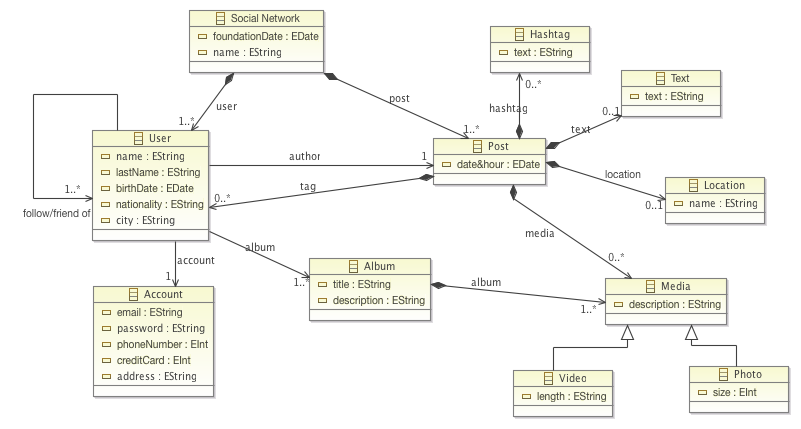 Social Network
foundationDate : EDate
name : EString
Hashtag
text : EString
Text
text : EString
user
1..*
post
1..*
0..*
hashtag
0..1
text
User
name : EString
lastName : EString
birthDate : EDate
nationality : EString
city : EString
1..*
follow/friend of
author
1
tag
0..*
Post
date&hour : EDate
location
0..1
Location
name : EString
media
0..*
account
1
album
1..*
Account
email : EString
password : EString
phoneNumber : EInt
creditCard : EInt
address : EString
Album
title : EString
description : EString
album
1..*
Media
description : EString
Video
length : EString
Photo
size : EInt